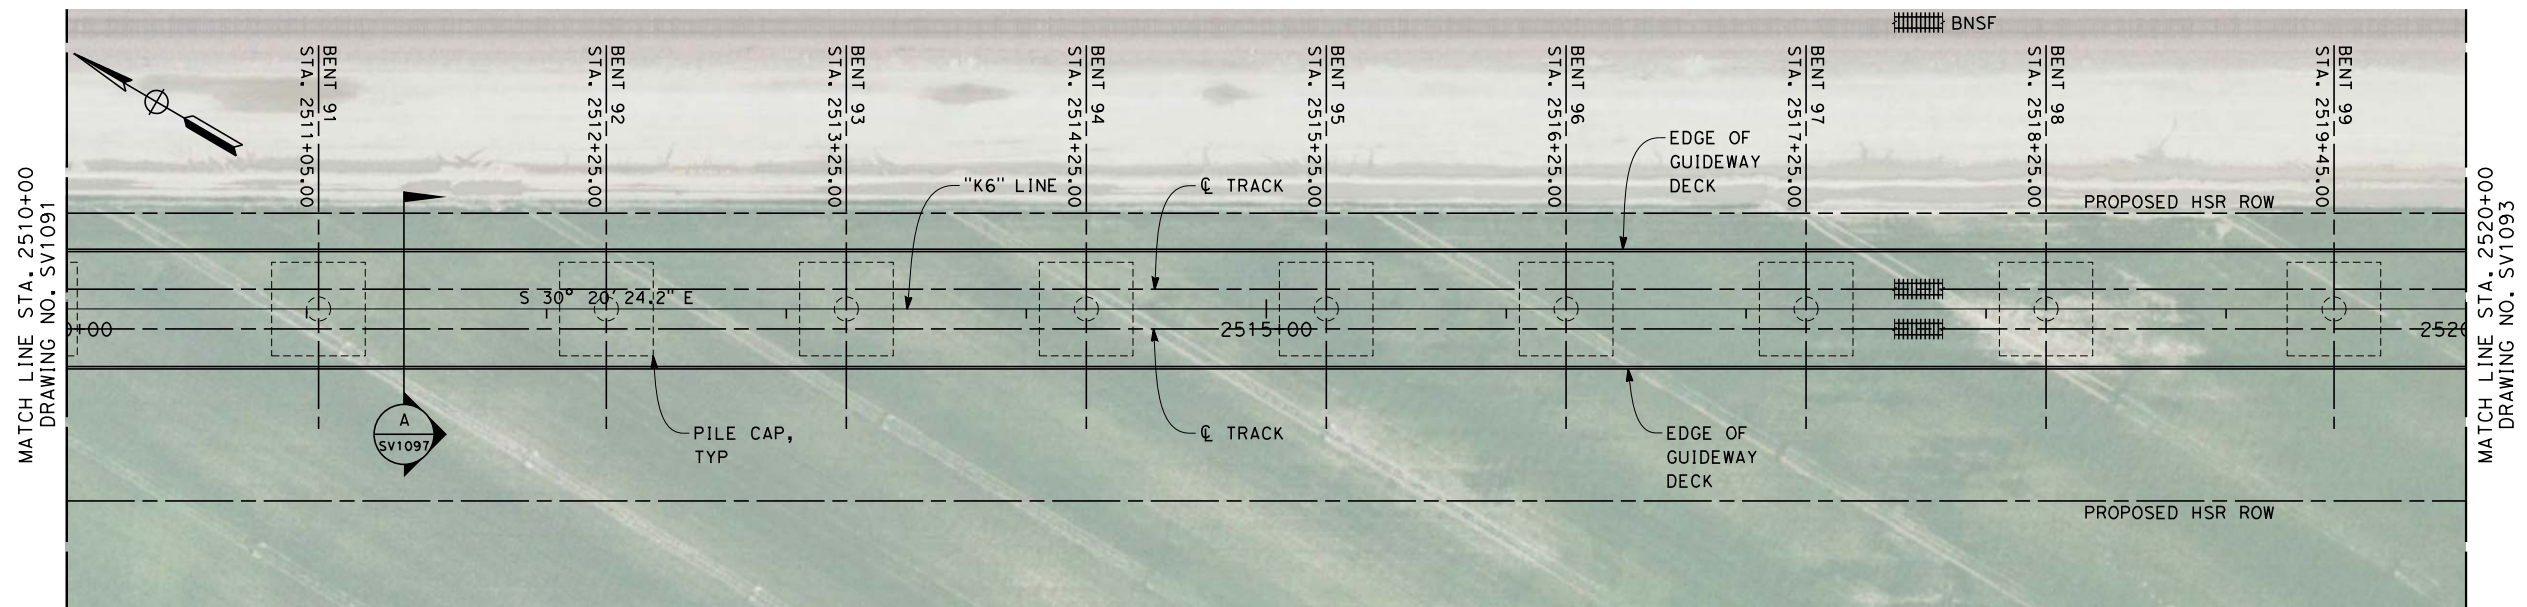 BNSF
BENT 91
STA. 2511+05.00
BENT 92
STA. 2512+25.00
BENT 93
STA. 2513+25.00
BENT 94
STA. 2514+25.00
BENT 95
STA. 2515+25.00
BENT 96
STA. 2516+25.00
BENT 97
STA. 2517+25.00
BENT 98
STA. 2518+25.00
BENT 99
STA. 2519+45.00
EDGE OF
GUIDEWAY
DECK
"K6" LINE
℄ TRACK
PROPOSED HSR ROW
MATCH LINE STA. 2510+00
DRAWING NO. SV1091
MATCH LINE STA. 2520+00
DRAWING NO. SV1093
S 30° 20' 24.2" E
0+00
2515+00
2520
A
SV1097
PILE CAP,
TYP
℄ TRACK
EDGE OF
GUIDEWAY
DECK
PROPOSED HSR ROW